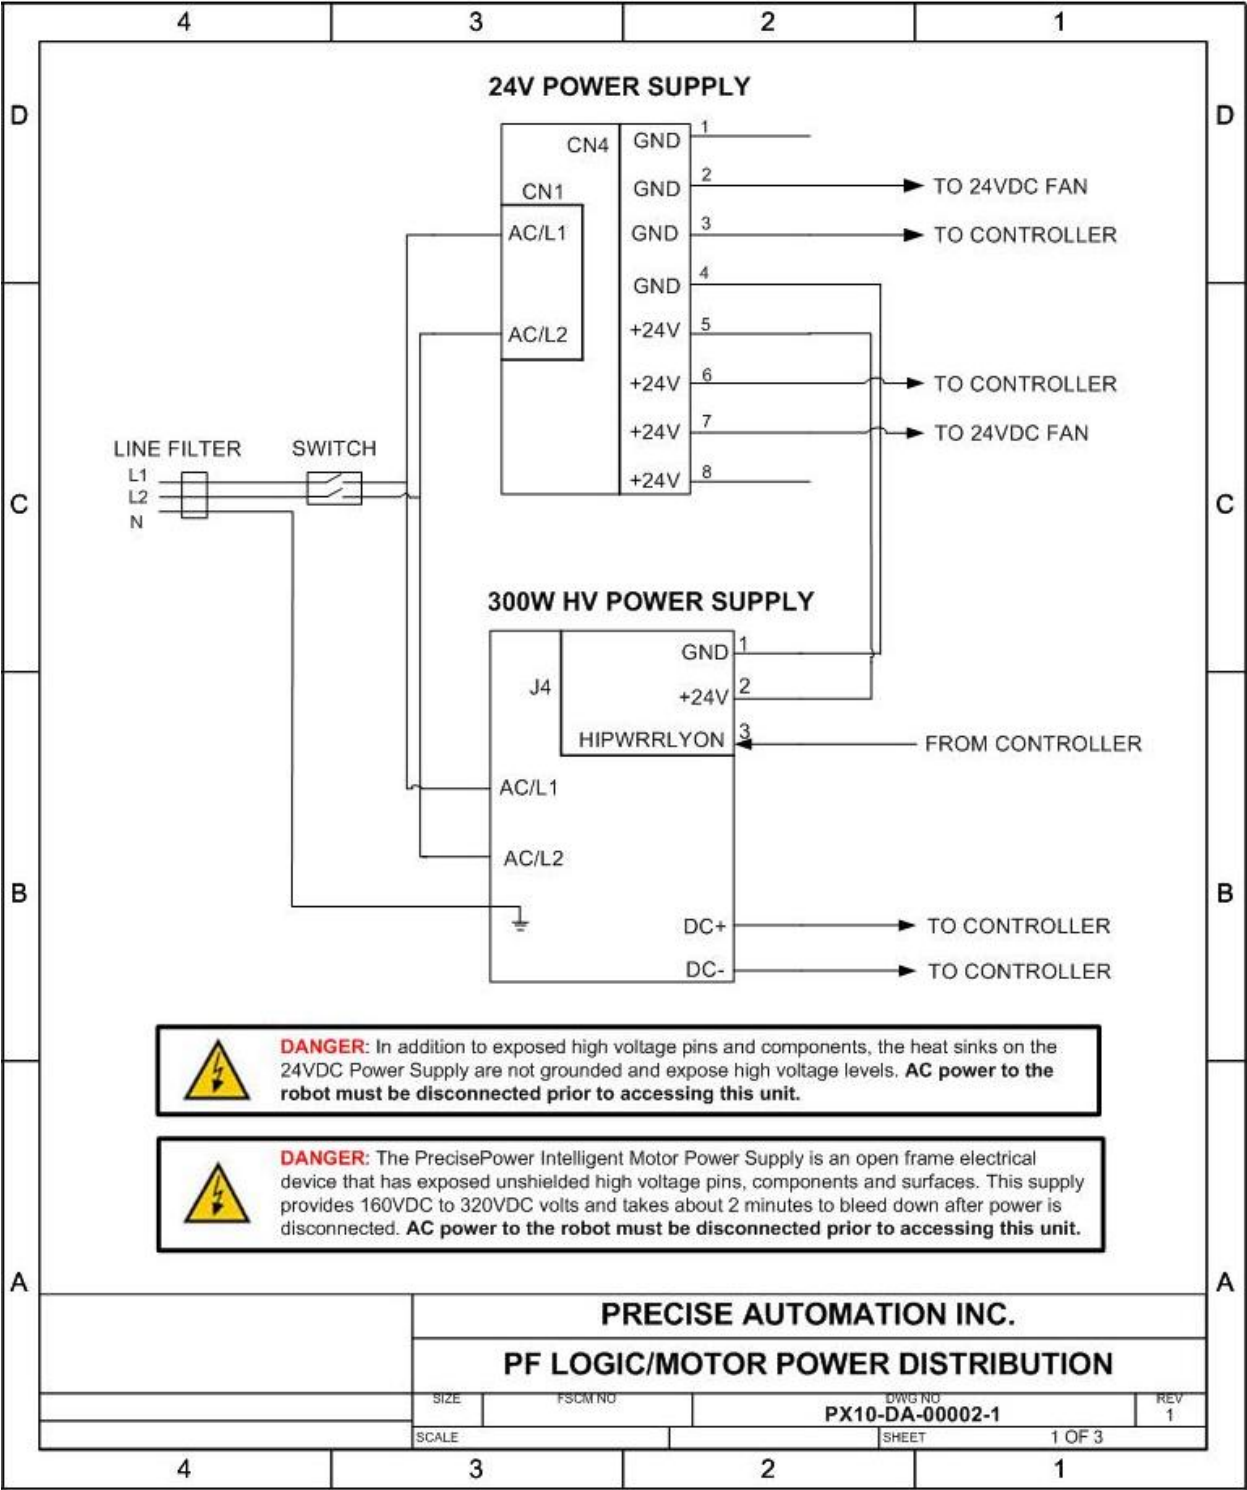 4 3 2 1
D D
24V POWER SUPPLY
CN4 GND 1
CN1 GND 2 TO 24VDC FAN
AC/L1 GND 3 TO CONTROLLER
GND 4
AC/L2 +24V 5
+24V 6 TO CONTROLLER
+24V 7 TO 24VDC FAN
LINE FILTER SWITCH
L1 +24V 8
L2
N
C C
300W HV POWER SUPPLY
GND 1
J4 +24V 2
HIPWRRLYON 3 FROM CONTROLLER
AC/L1
AC/L2
B B
DC+ TO CONTROLLER
DC- TO CONTROLLER
DANGER: In addition to exposed high voltage pins and components, the heat sinks on the
24VDC Power Supply are not grounded and expose high voltage levels. AC power to the
robot must be disconnected prior to accessing this unit.
DANGER: The PrecisePower Intelligent Motor Power Supply is an open frame electrical
device that has exposed unshielded high voltage pins, components and surfaces. This supply
provides 160VDC to 320VDC volts and takes about 2 minutes to bleed down after power is
disconnected. AC power to the robot must be disconnected prior to accessing this unit.
A A
PRECISE AUTOMATION INC.
PF LOGIC/MOTOR POWER DISTRIBUTION
SIZE FSCM NO DWG NO REV
PX10-DA-00002-1 1
SCALE SHEET 1 OF 3
4 3 2 1